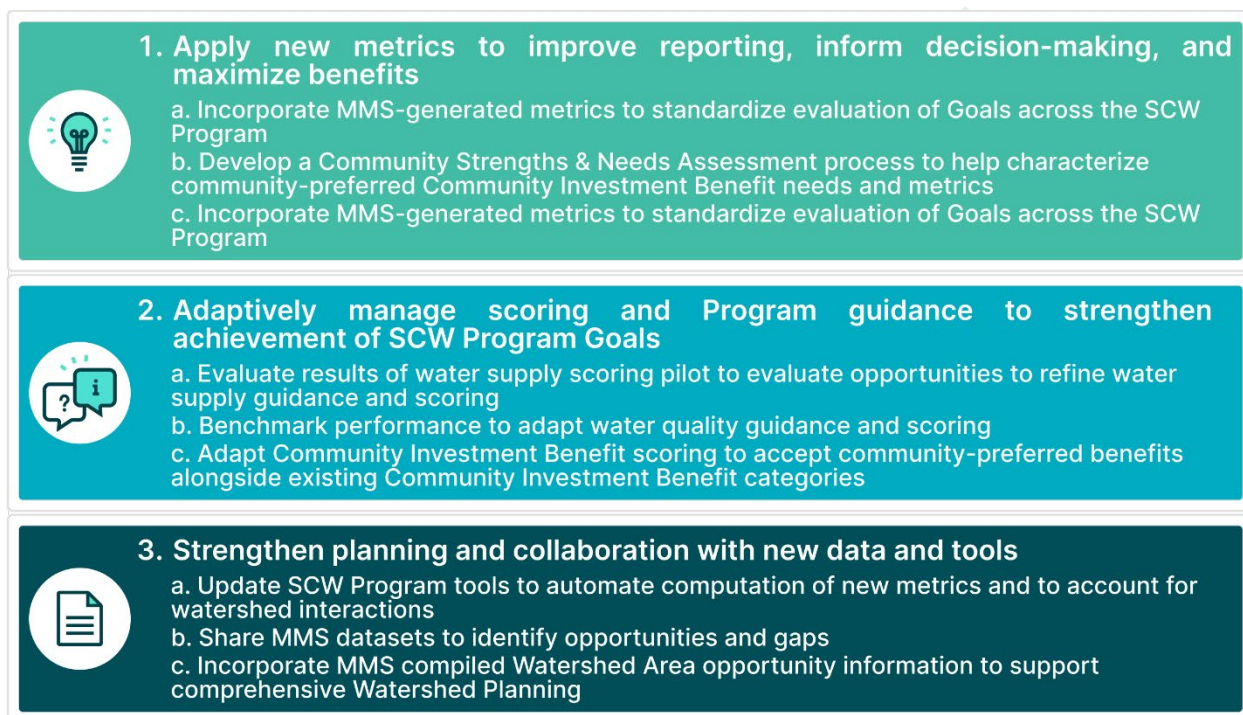 1. Apply new metrics to improve reporting, inform decision-making, and
maximize benefits
a. Incorporate MMS-generated metrics to standardize evaluation of Goals across the SCW
Program
b. Develop a Community Strengths & Needs Assessment process to help characterize
community-preferred Community Investment Benefit needs and metrics
c. Incorporate MMS-generated metrics to standardize evaluation of Goals across the SCW
Program
?
i
2. Adaptively manage scoring and Program guidance to strengthen
achievement of SCW Program Goals
a. Evaluate results of water supply scoring pilot to evaluate opportunities to refine water
supply guidance and scoring
b. Benchmark performance to adapt water quality guidance and scoring
c. Adapt Community Investment Benefit scoring to accept community-preferred benefits
alongside existing Community Investment Benefit categories
3. Strengthen planning and collaboration with new data and tools
a. Update SCW Program tools to automate computation of new metrics and to account for
watershed interactions
b. Share MMS datasets to identify opportunities and gaps
c. Incorporate MMS compiled Watershed Area opportunity information to support
comprehensive Watershed Planning